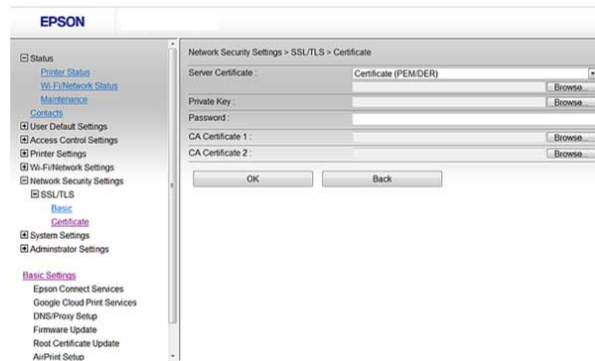 EPSON
Status
Printer Status
Wi-Fi/Network Status
Maintenance
Contacts
User Default Settings
Access Control Settings
Printer Settings
Wi-Fi/Network Settings
Network Security Settings
SSL/TLS
Basic
Certificate
System Settings
Adminstrator Settings
Basic Settings
Epson Connect Services
Google Cloud Print Services
DNS/Proxy Setup
Firmware Update
Root Certificate Update
AirPrint Setup
Network Security Settings > SSL/TLS > Certificate
Server Certificate : Certificate (PEM/DER)
Browse...
Private Key : Browse...
Password :
CA Certificate 1 : Browse...
CA Certificate 2 : Browse...
OK Back